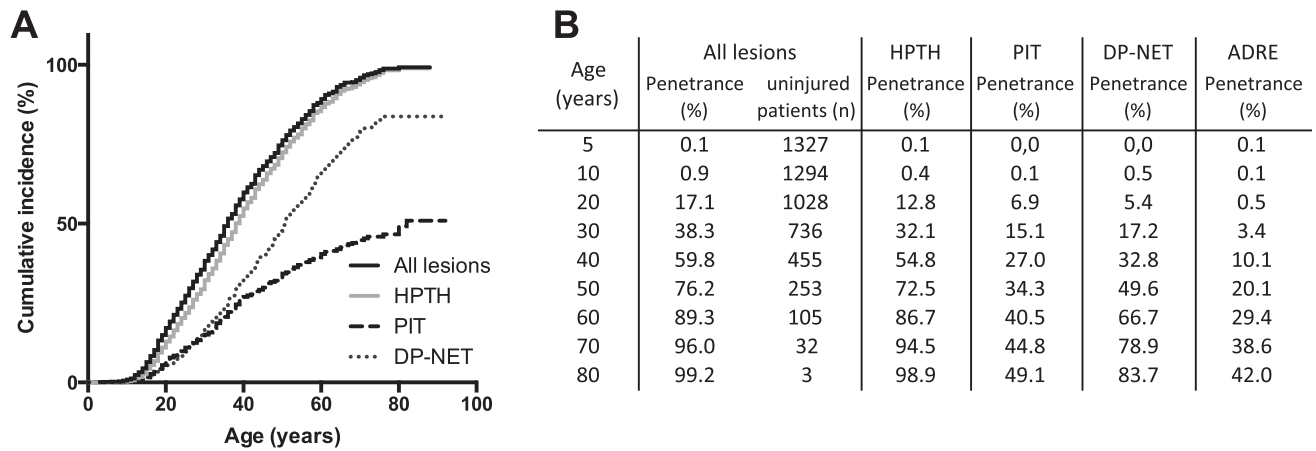 A
Cumulative incidence (%)
100
50
0
0 20 40 60 80 100
Age (years)
All lesions
HPTH
PIT
DP-NET
B
Age (years) All lesions HPTH PIT DP-NET ADRE
Penetrance (%) uninjured patients (n) Penetrance (%) Penetrance (%) Penetrance (%) Penetrance (%)
5 0.1 1327 0.1 0,0 0,0 0.1
10 0.9 1294 0.4 0.1 0.5 0.1
20 17.1 1028 12.8 6.9 5.4 0.5
30 38.3 736 32.1 15.1 17.2 3.4
40 59.8 455 54.8 27.0 32.8 10.1
50 76.2 253 72.5 34.3 49.6 20.1
60 89.3 105 86.7 40.5 66.7 29.4
70 96.0 32 94.5 44.8 78.9 38.6
80 99.2 3 98.9 49.1 83.7 42.0